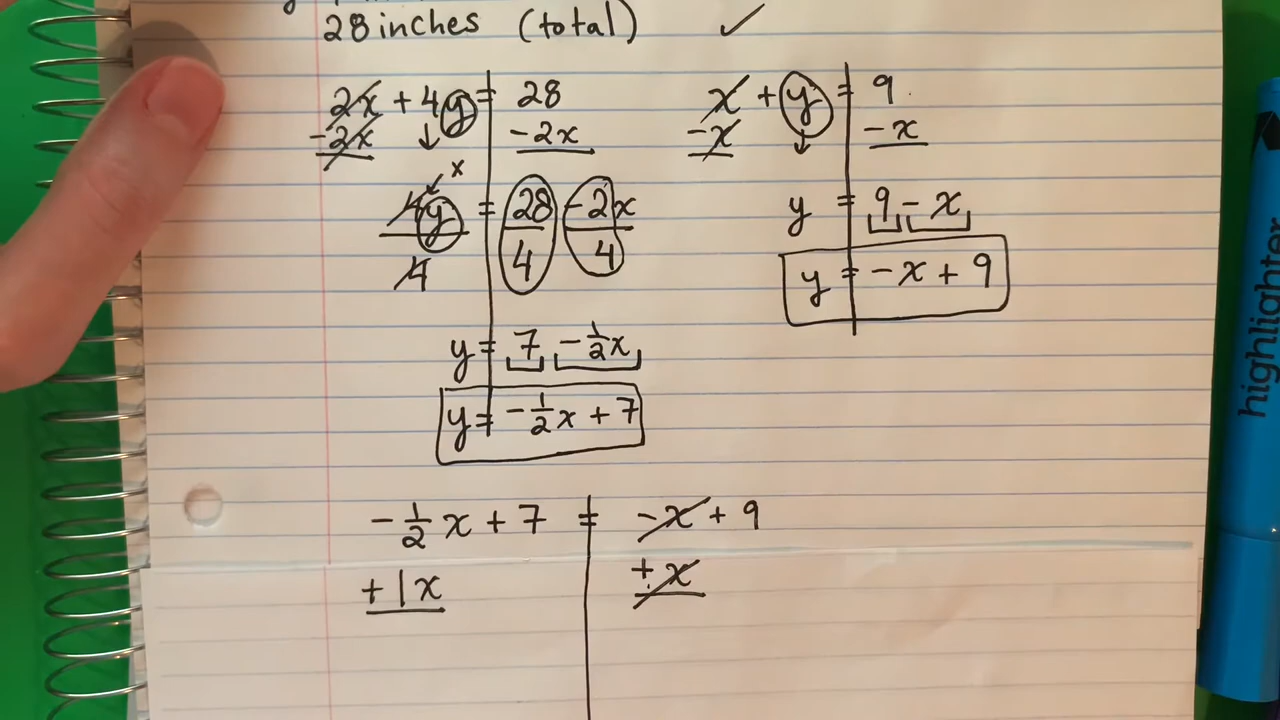 28 inches (total) ✓
2x + 4y = 28
-2x -2x
x
4y = 28 -2x
4 4 4
y = 7 -1/2x
y = -1/2x + 7
x + y = 9
-x -x
y = 9 - x
y = -x + 9
-1/2x + 7 = -x + 9
+1x +x
highlighter